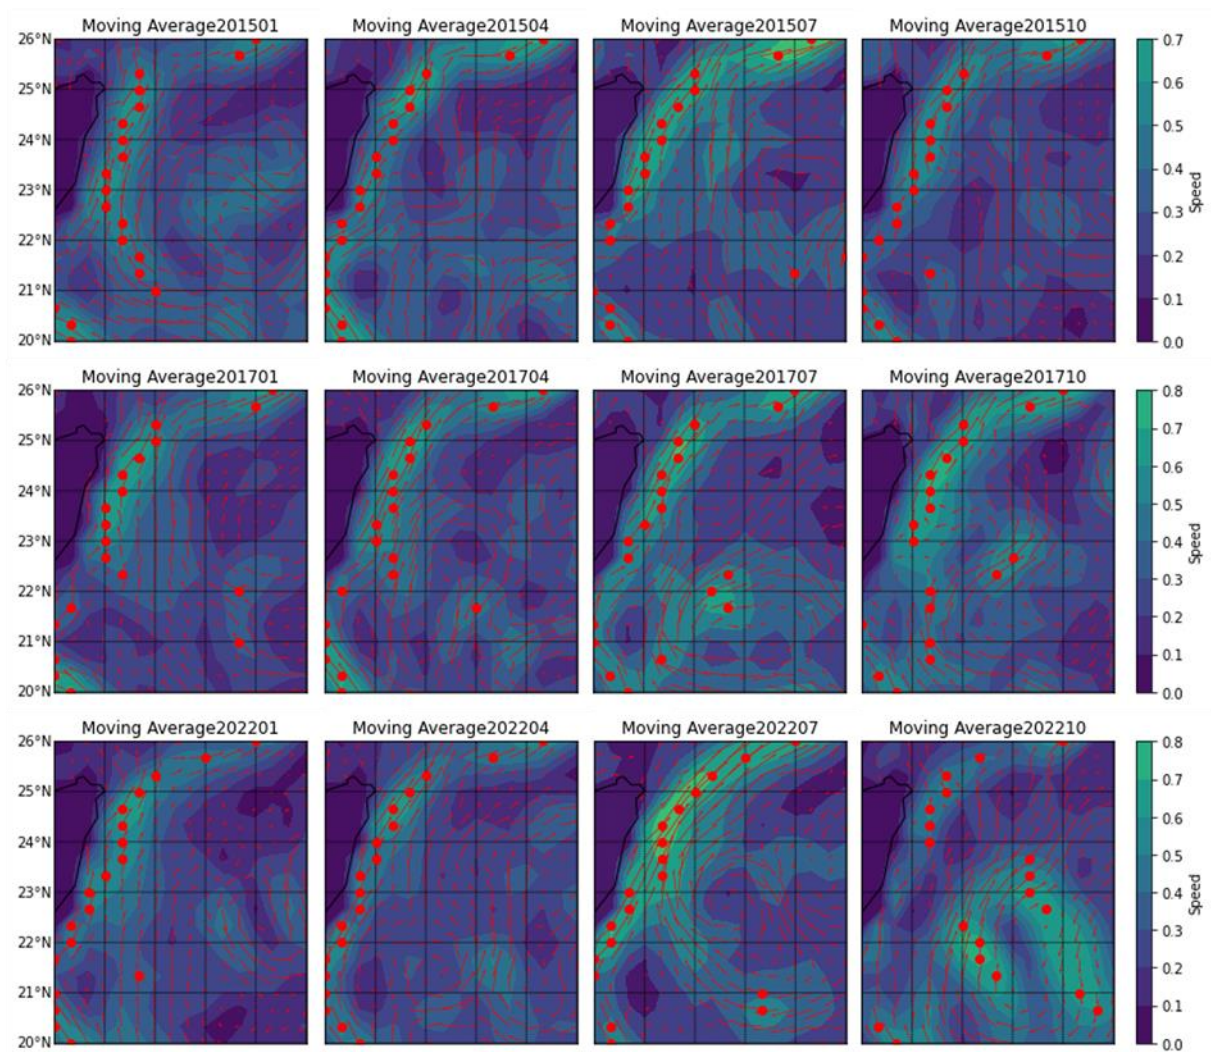 Moving Average201501 Moving Average201504 Moving Average201507 Moving Average201510
26°N
25°N
24°N
23°N
22°N
21°N
20°N
0.7
0.6
0.5
0.4
0.3
0.2
0.1
0.0
Speed
Moving Average201701 Moving Average201704 Moving Average201707 Moving Average201710
26°N
25°N
24°N
23°N
22°N
21°N
20°N
0.8
0.7
0.6
0.5
0.4
0.3
0.2
0.1
0.0
Speed
Moving Average202201 Moving Average202204 Moving Average202207 Moving Average202210
26°N
25°N
24°N
23°N
22°N
21°N
20°N
0.8
0.7
0.6
0.5
0.4
0.3
0.2
0.1
0.0
Speed